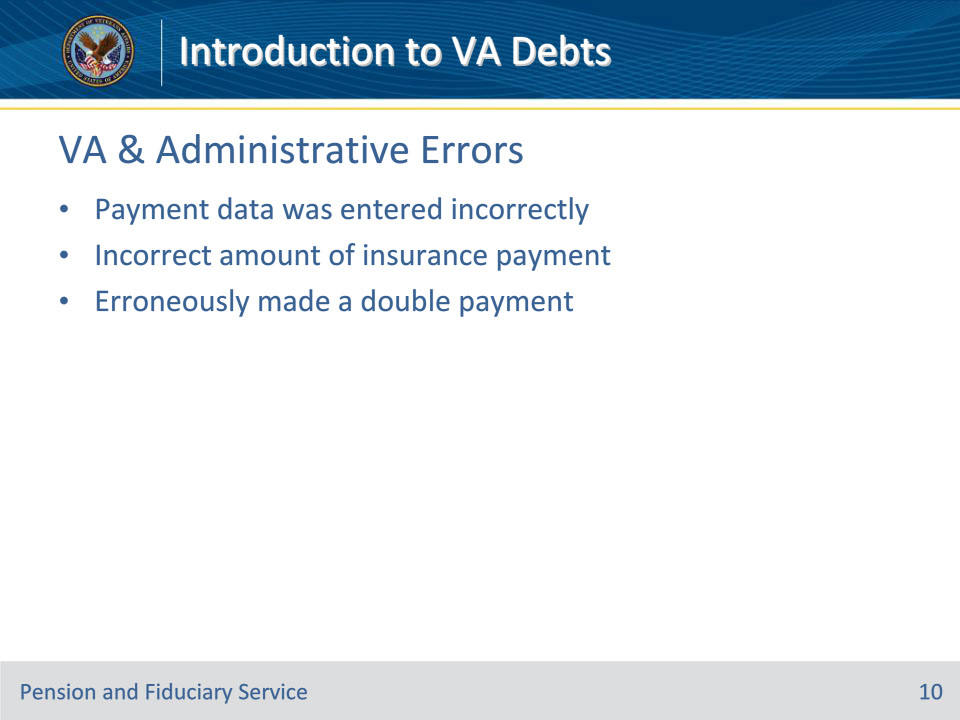 Introduction to VA Debts
VA & Administrative Errors
• Payment data was entered incorrectly
• Incorrect amount of insurance payment
• Erroneously made a double payment
Pension and Fiduciary Service
10